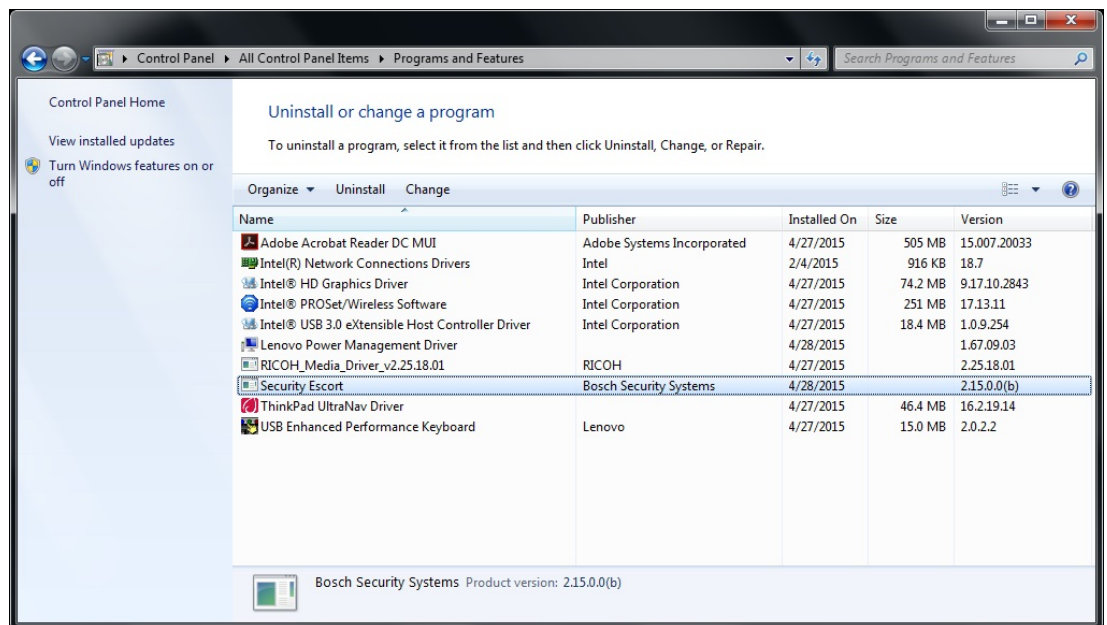 Control Panel ▸ All Control Panel Items ▸ Programs and Features Search Programs and Features
Control Panel Home
View installed updates
Turn Windows features on or
off
Uninstall or change a program
To uninstall a program, select it from the list and then click Uninstall, Change, or Repair.
Organize Uninstall Change
Name Publisher Installed On Size Version
Adobe Acrobat Reader DC MUI Adobe Systems Incorporated 4/27/2015 505 MB 15.007.20033
Intel(R) Network Connections Drivers Intel 2/4/2015 916 KB 18.7
Intel® HD Graphics Driver Intel Corporation 4/27/2015 74.2 MB 9.17.10.2843
Intel® PROSet/Wireless Software Intel Corporation 4/27/2015 251 MB 17.13.11
Intel® USB 3.0 eXtensible Host Controller Driver Intel Corporation 4/27/2015 18.4 MB 1.0.9.254
Lenovo Power Management Driver 4/28/2015 1.67.09.03
RICOH_Media_Driver_v2.25.18.01 RICOH 4/27/2015 2.25.18.01
Security Escort Bosch Security Systems 4/28/2015 2.15.0.0(b)
ThinkPad UltraNav Driver 4/27/2015 46.4 MB 16.2.19.14
USB Enhanced Performance Keyboard Lenovo 4/27/2015 15.0 MB 2.0.2.2
Bosch Security Systems Product version: 2.15.0.0(b)